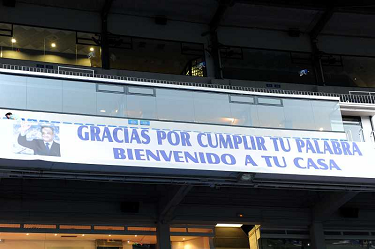 GRACIAS POR CUMPLIR TU PALABRA
BIENVENIDO A TU CASA